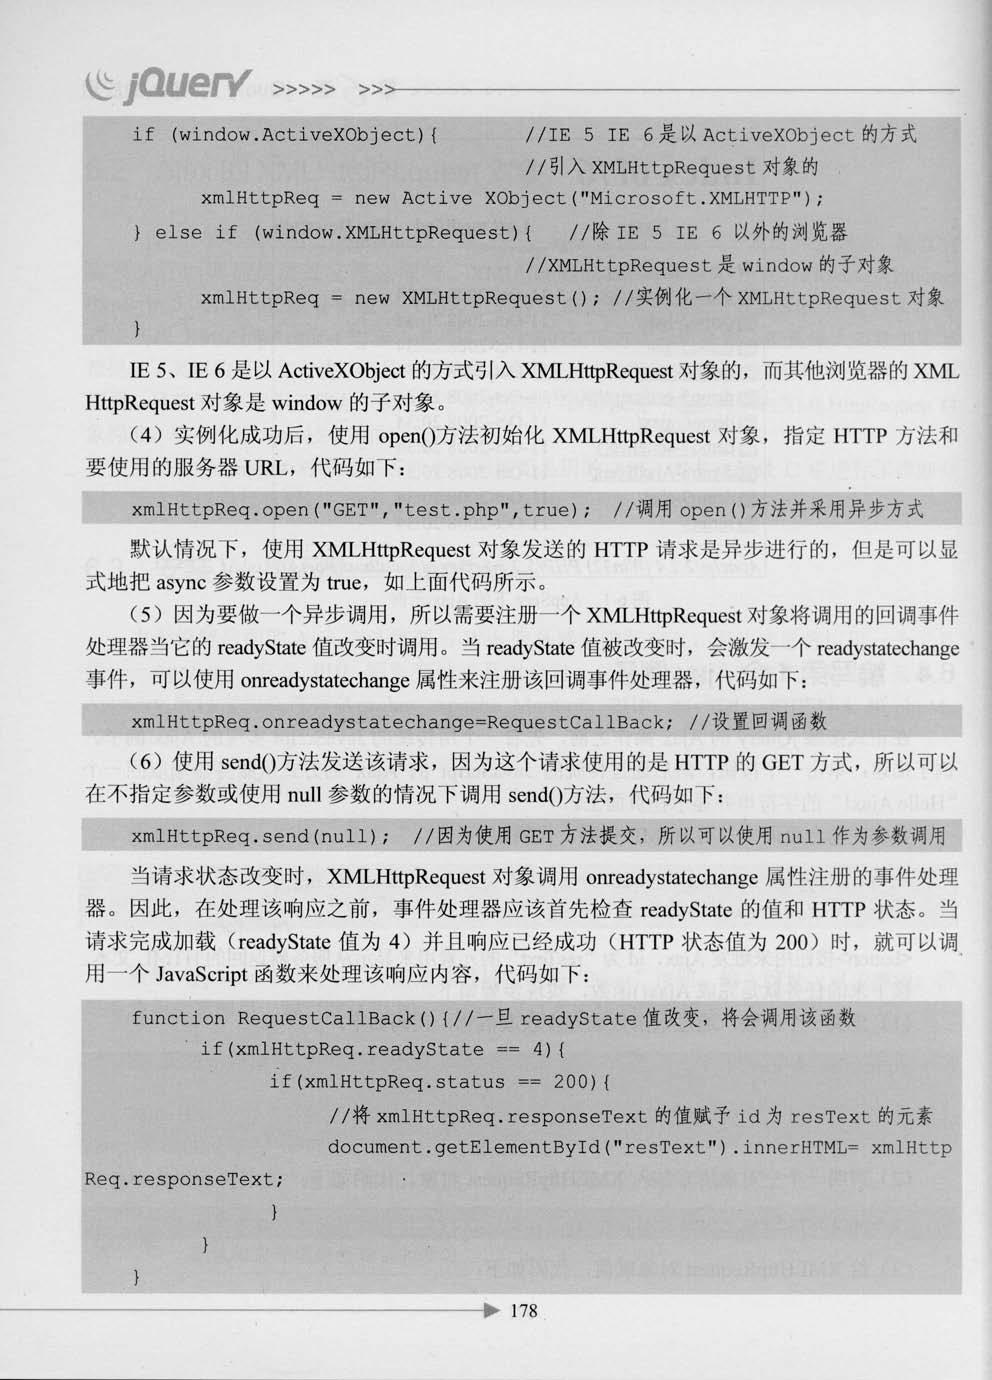 jQuery >>>>> >>>
if (window.ActiveXObject){ //IE 5 IE 6是以 ActiveXObject 的方式
//引入 XMLHttpRequest 对象的
xmlHttpReq = new Active XObject("Microsoft.XMLHTTP");
} else if (window.XMLHttpRequest){ //除 IE 5 IE 6 以外的浏览器
//XMLHttpRequest 是 window 的子对象
xmlHttpReq = new XMLHttpRequest(); //实例化一个 XMLHttpRequest 对象
}
IE 5、IE 6 是以 ActiveXObject 的方式引入 XMLHttpRequest 对象的，而其他浏览器的 XML
HttpRequest 对象是 window 的子对象。
（4）实例化成功后，使用 open()方法初始化 XMLHttpRequest 对象，指定 HTTP 方法和
要使用的服务器 URL，代码如下：
xmlHttpReq.open("GET","test.php",true); //调用 open()方法并采用异步方式
默认情况下，使用 XMLHttpRequest 对象发送的 HTTP 请求是异步进行的，但是可以显
式地把 async 参数设置为 true，如上面代码所示。
（5）因为要做一个异步调用，所以需要注册一个 XMLHttpRequest 对象将调用的回调事件
处理器当它的 readyState 值改变时调用。当 readyState 值被改变时，会激发一个 readystatechange
事件，可以使用 onreadystatechange 属性来注册该回调事件处理器，代码如下：
xmlHttpReq.onreadystatechange=RequestCallBack; //设置回调函数
（6）使用 send()方法发送该请求，因为这个请求使用的是 HTTP 的 GET 方式，所以可以
在不指定参数或使用 null 参数的情况下调用 send()方法，代码如下：
xmlHttpReq.send(null); //因为使用 GET 方法提交，所以可以使用 null 作为参数调用
当请求状态改变时，XMLHttpRequest 对象调用 onreadystatechange 属性注册的事件处理
器。因此，在处理该响应之前，事件处理器应该首先检查 readyState 的值和 HTTP 状态。当
请求完成加载（readyState 值为 4）并且响应已经成功（HTTP 状态值为 200）时，就可以调
用一个 JavaScript 函数来处理该响应内容，代码如下：
function RequestCallBack(){//一旦 readyState 值改变，将会调用该函数
if(xmlHttpReq.readyState == 4){
if(xmlHttpReq.status == 200){
//将 xmlHttpReq.responseText 的值赋予 id 为 resText 的元素
document.getElementById("resText").innerHTML= xmlHttp
Req.responseText;
}
}
}
178